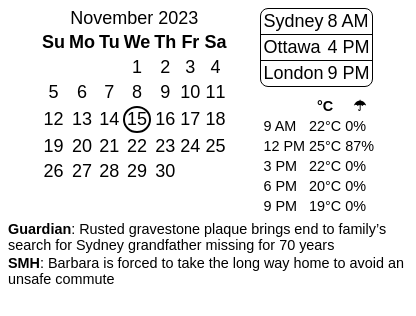 November 2023
Su Mo Tu We Th Fr Sa
1 2 3 4
5 6 7 8 9 10 11
12 13 14 15 16 17 18
19 20 21 22 23 24 25
26 27 28 29 30
Sydney 8 AM
Ottawa 4 PM
London 9 PM
°C ☂
9 AM 22°C 0%
12 PM 25°C 87%
3 PM 22°C 0%
6 PM 20°C 0%
9 PM 19°C 0%
Guardian: Rusted gravestone plaque brings end to family’s
search for Sydney grandfather missing for 70 years
SMH: Barbara is forced to take the long way home to avoid an
unsafe commute